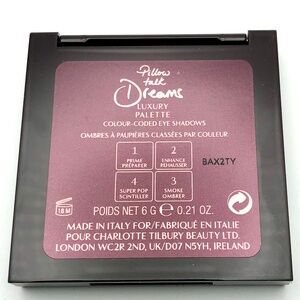 Pillow
talk
Dreams
LUXURY
PALETTE
COLOUR-CODED EYE SHADOWS
OMBRES À PAUPIÈRES CLASSÉES PAR COULEUR
1
PRIME
PRÉPARER
2
ENHANCE
REHAUSSER
4
SUPER POP
SCINTILLER
3
SMOKE
OMBRER
BAX2TY
18 M
POIDS NET 6 G ℮ 0.21 OZ.
MADE IN ITALY FOR/FABRIQUÉ EN ITALIE
POUR CHARLOTTE TILBURY BEAUTY LTD.
LONDON WC2R 2ND, UK/D07 N5YH, IRELAND